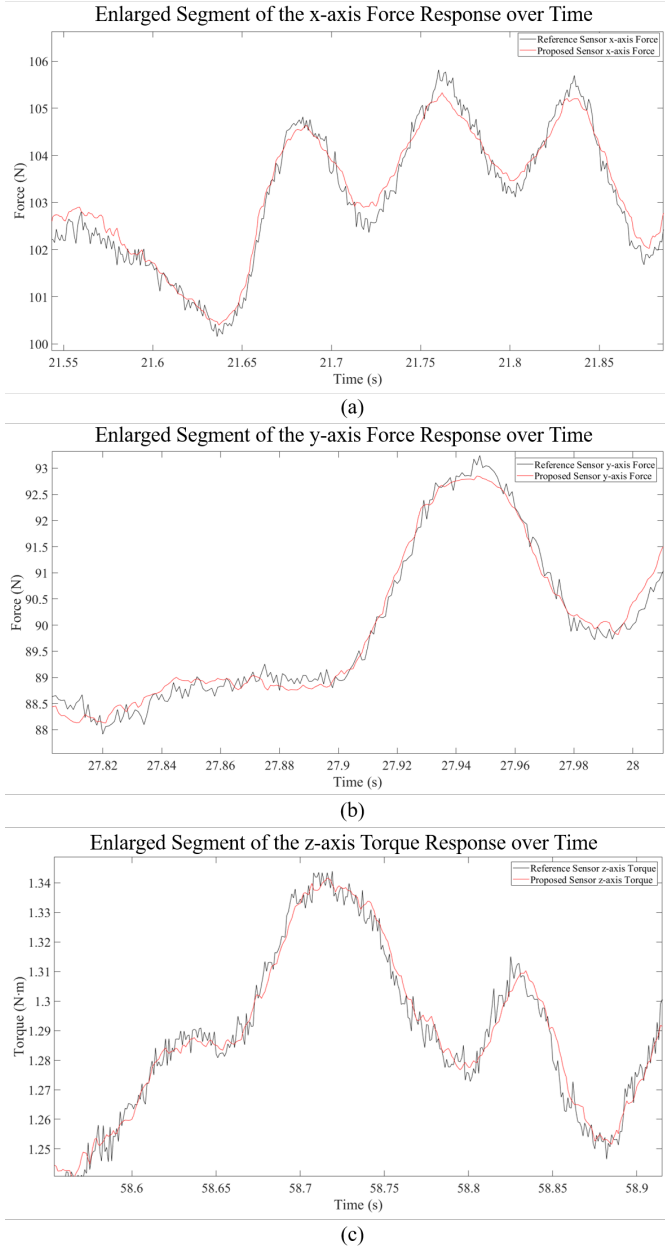 Enlarged Segment of the x-axis Force Response over Time
Reference Sensor x-axis Force
Proposed Sensor x-axis Force
106
105
104
103
102
101
100
Force (N)
21.55 21.6 21.65 21.7 21.75 21.8 21.85
Time (s)
(a)
Enlarged Segment of the y-axis Force Response over Time
Reference Sensor y-axis Force
Proposed Sensor y-axis Force
93
92.5
92
91.5
91
90.5
90
89.5
89
88.5
88
Force (N)
27.82 27.84 27.86 27.88 27.9 27.92 27.94 27.96 27.98 28
Time (s)
(b)
Enlarged Segment of the z-axis Torque Response over Time
Reference Sensor z-axis Torque
Proposed Sensor z-axis Torque
1.34
1.33
1.32
1.31
1.3
1.29
1.28
1.27
1.26
1.25
Torque (N·m)
58.6 58.65 58.7 58.75 58.8 58.85 58.9
Time (s)
(c)